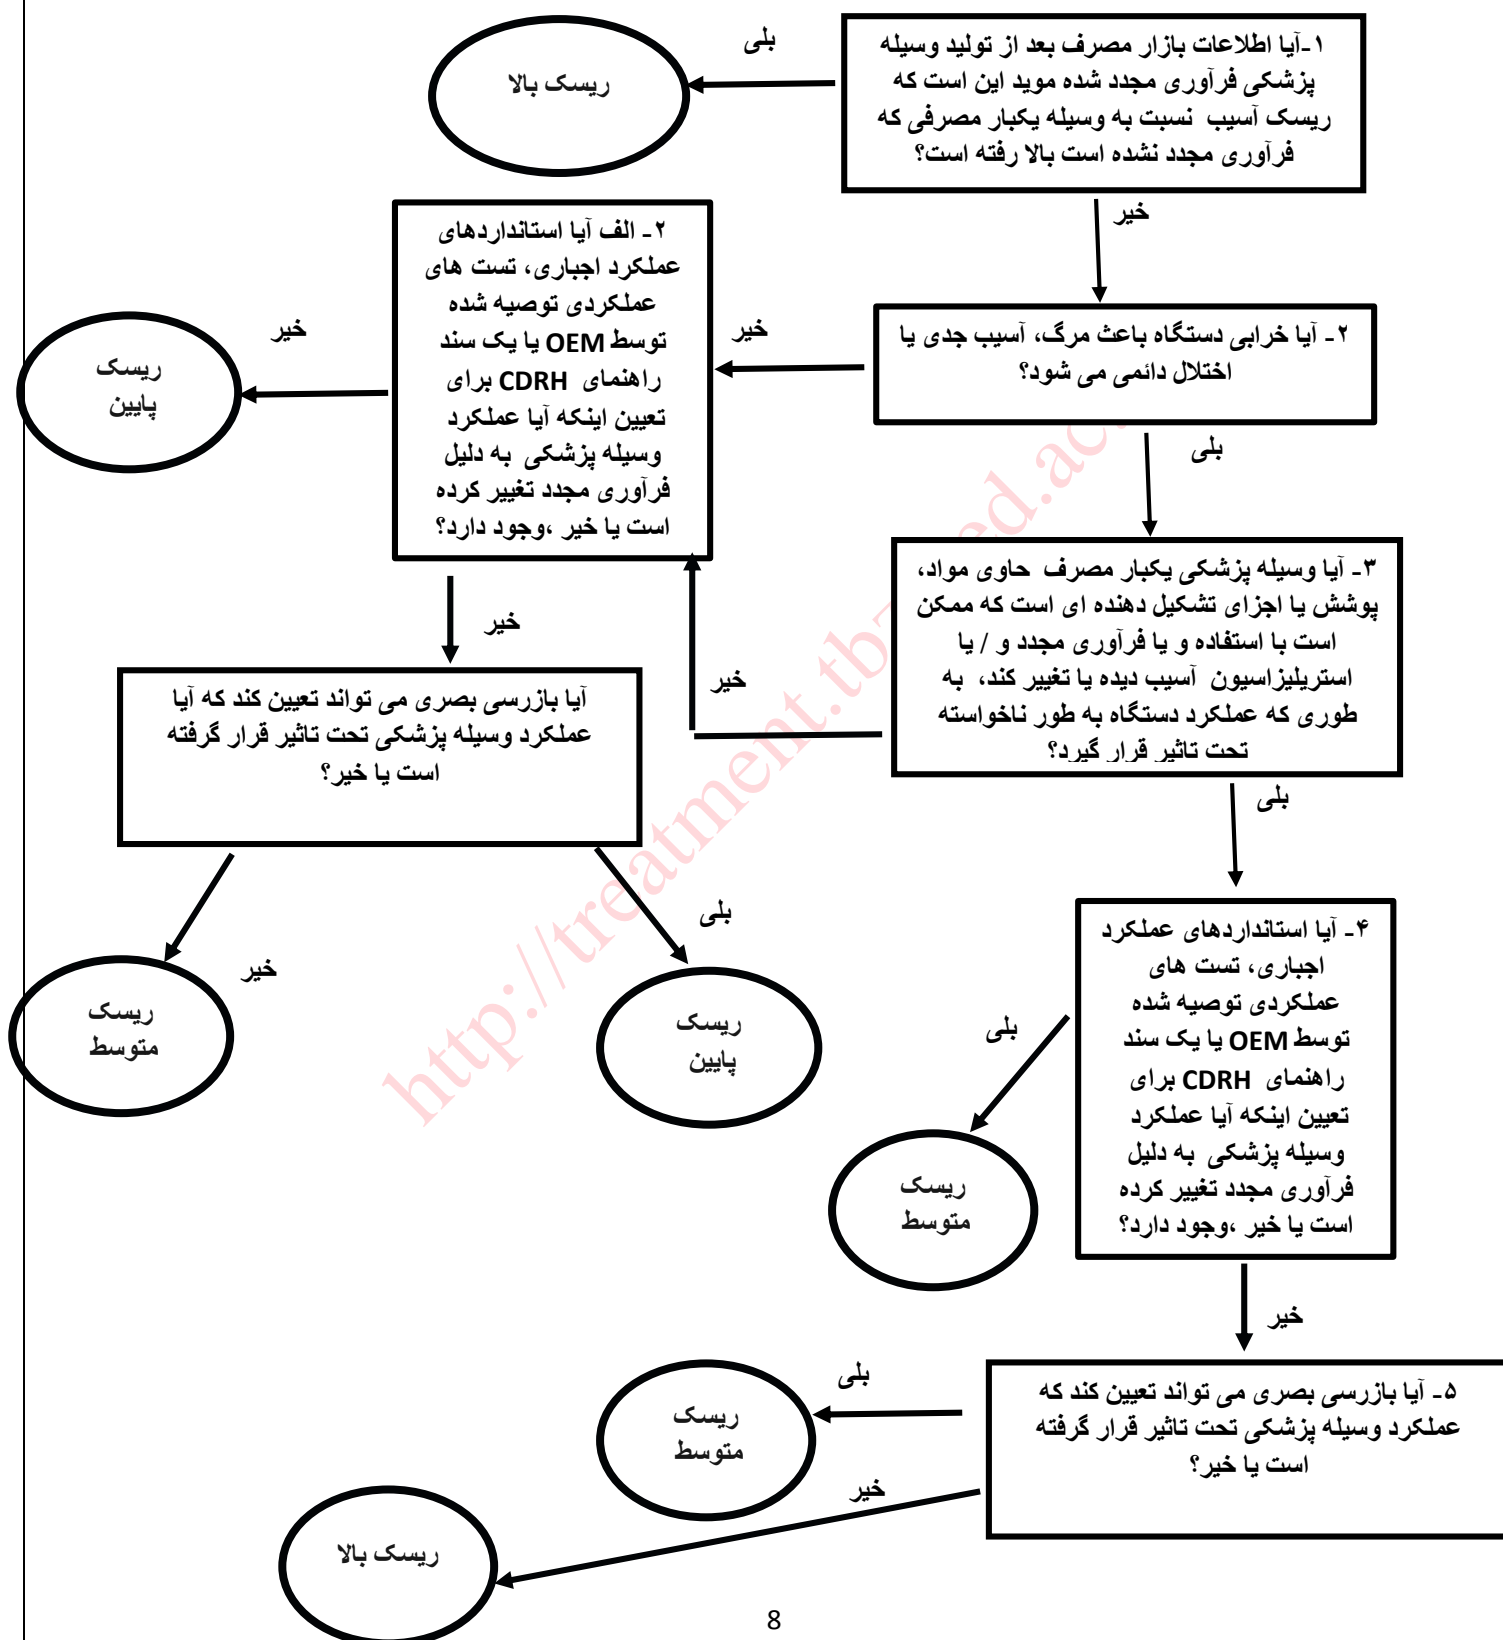 ۱-آیا اطلاعات بازار مصرف بعد از تولید وسیله
پزشکی فرآوری مجدد شده موید این است که
ریسک آسیب نسبت به وسیله یکبار مصرفی که
فرآوری مجدد نشده است بالا رفته است؟
بلی
ریسک بالا
خیر
۲- آیا خرابی دستگاه باعث مرگ، آسیب جدی یا
اختلال دائمی می شود؟
خیر
۲- الف آیا استانداردهای
عملکرد اجباری، تست های
عملکردی توصیه شده
توسط OEM یا یک سند
راهنمای CDRH برای
تعیین اینکه آیا عملکرد
وسیله پزشکی به دلیل
فرآوری مجدد تغییر کرده
است یا خیر ،وجود دارد؟
خیر
ریسک
پایین
بلی
۳- آیا وسیله پزشکی یکبار مصرف حاوی مواد،
پوشش یا اجزای تشکیل دهنده ای است که ممکن
است با استفاده و یا فرآوری مجدد و / یا
استریلیزاسیون آسیب دیده یا تغییر کند، به
طوری که عملکرد دستگاه به طور ناخواسته
تحت تاثیر قرار گیرد؟
خیر
خیر
آیا بازرسی بصری می تواند تعیین کند که آیا
عملکرد وسیله پزشکی تحت تاثیر قرار گرفته
است یا خیر؟
بلی
ریسک
پایین
خیر
ریسک
متوسط
بلی
۴- آیا استانداردهای عملکرد
اجباری، تست های
عملکردی توصیه شده
توسط OEM یا یک سند
راهنمای CDRH برای
تعیین اینکه آیا عملکرد
وسیله پزشکی به دلیل
فرآوری مجدد تغییر کرده
است یا خیر ،وجود دارد؟
بلی
ریسک
متوسط
خیر
۵- آیا بازرسی بصری می تواند تعیین کند که
عملکرد وسیله پزشکی تحت تاثیر قرار گرفته
است یا خیر؟
بلی
ریسک
متوسط
خیر
ریسک بالا
8